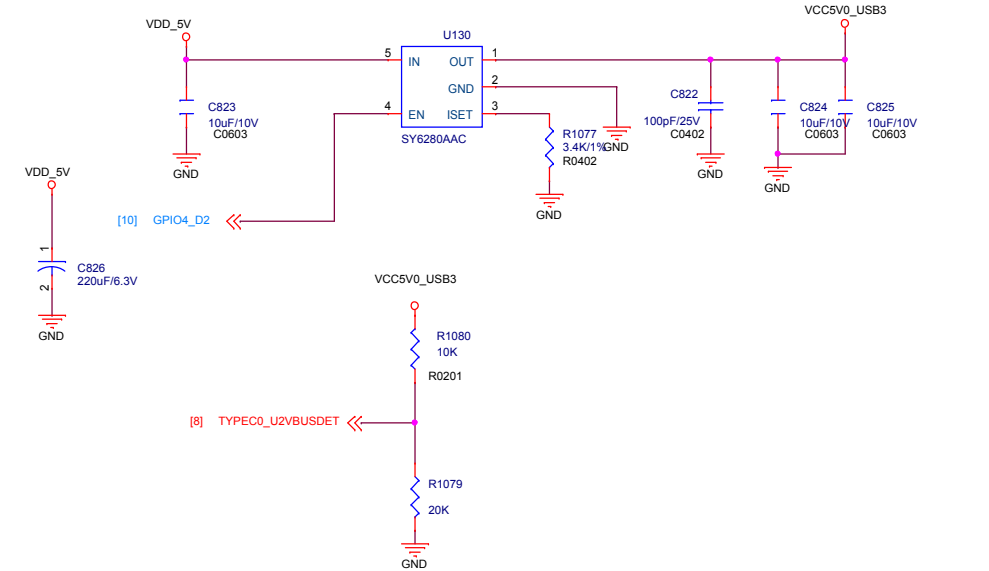 VCC5V0_USB3
VDD_5V
U130
5
IN
OUT
1
GND
2
4
EN
ISET
3
SY6280AAC
C823
10uF/10V
C0603
GND
R1077
3.4K/1%
R0402
GND
GND
C822
100pF/25V
C0402
GND
C824
10uF/10V
C0603
GND
C825
10uF/10V
C0603
VDD_5V
[10] GPIO4_D2
1
C826
220uF/6.3V
2
GND
VCC5V0_USB3
R1080
10K
R0201
[8] TYPEC0_U2VBUSDET
R1079
20K
GND